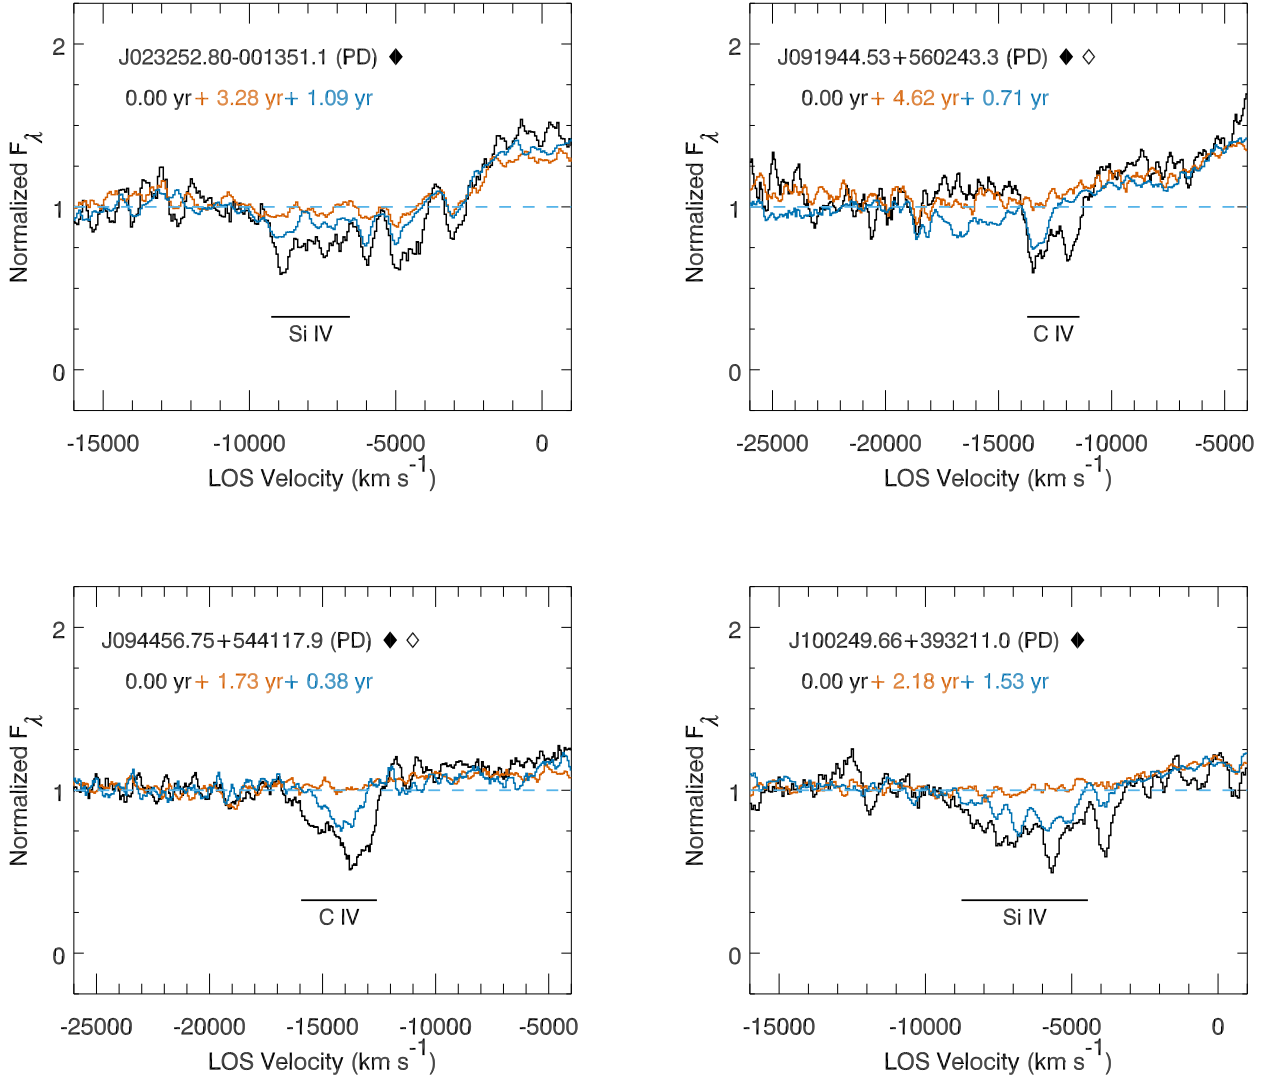 J023252.80-001351.1 (PD) ◆
0.00 yr + 3.28 yr + 1.09 yr
2
1
0
Normalized Fλ
Si IV
-15000 -10000 -5000 0
LOS Velocity (km s-1)
J091944.53+560243.3 (PD) ◆ ◇
0.00 yr + 4.62 yr + 0.71 yr
2
1
0
Normalized Fλ
C IV
-25000 -20000 -15000 -10000 -5000
LOS Velocity (km s-1)
J094456.75+544117.9 (PD) ◆ ◇
0.00 yr + 1.73 yr + 0.38 yr
2
1
0
Normalized Fλ
C IV
-25000 -20000 -15000 -10000 -5000
LOS Velocity (km s-1)
J100249.66+393211.0 (PD) ◆
0.00 yr + 2.18 yr + 1.53 yr
2
1
0
Normalized Fλ
Si IV
-15000 -10000 -5000 0
LOS Velocity (km s-1)